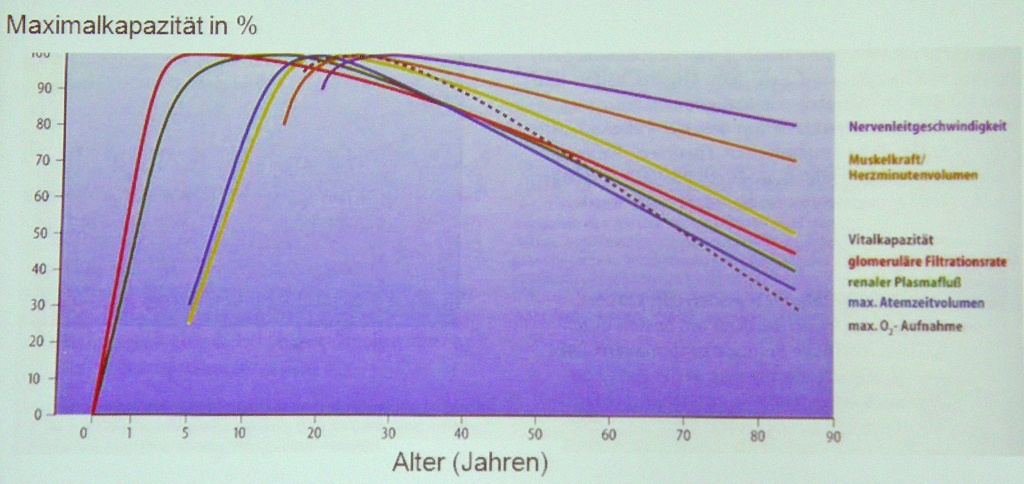 Maximalkapazität in %
100
90
80
70
60
50
40
30
20
10
0
0 1 5 10 20 30 40 50 60 70 80 90
Alter (Jahren)
Nervenleitgeschwindigkeit
Muskelkraft/
Herzminutenvolumen
Vitalkapazität
glomeruläre Filtrationsrate
renaler Plasmafluß
max. Atemzeitvolumen
max. O₂- Aufnahme